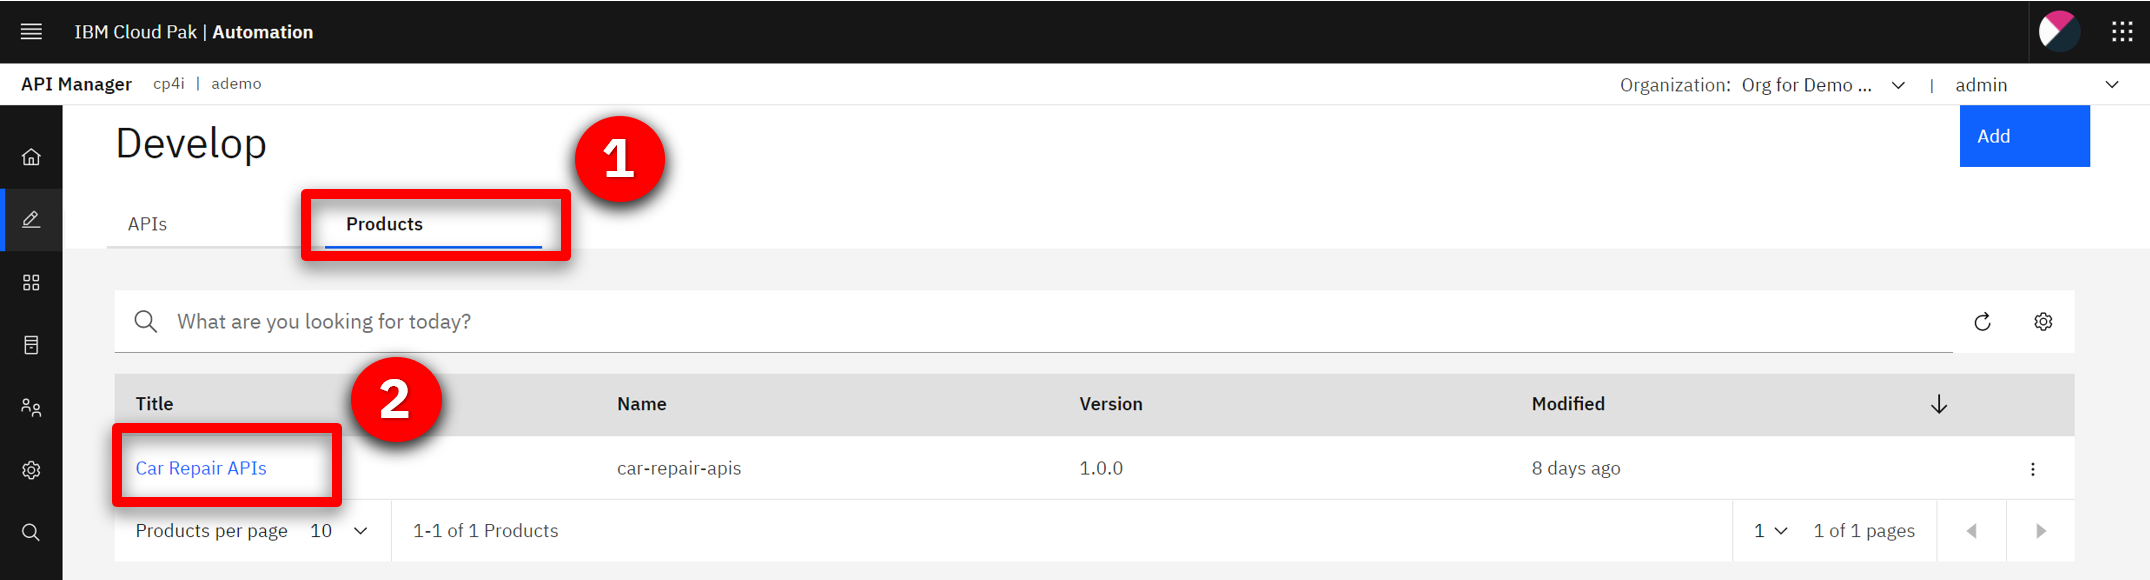 IBM Cloud Pak | Automation
API Manager cp4i | ademo Organization: Org for Demo ... | admin
Develop
Add
1
APIs Products
What are you looking for today?
2
Title Name Version Modified
Car Repair APIs car-repair-apis 1.0.0 8 days ago
Products per page 10 1-1 of 1 Products 1 1 of 1 pages